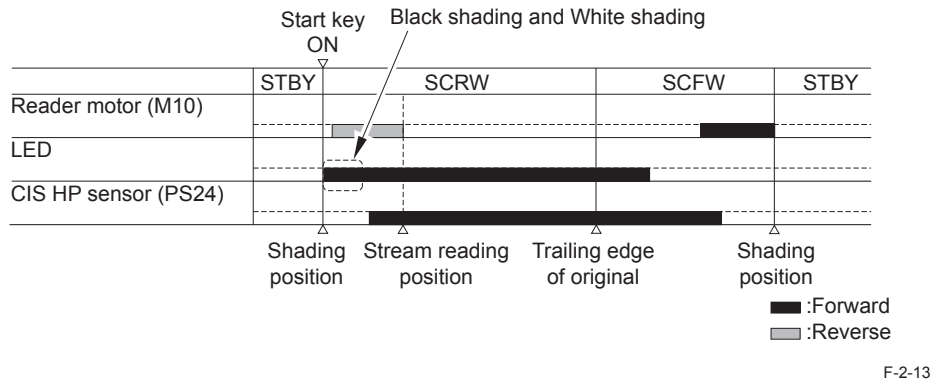 Start key
ON
Black shading and White shading
STBY SCRW SCFW STBY
Reader motor (M10)
LED
CIS HP sensor (PS24)
Shading
position
Stream reading
position
Trailing edge
of original
Shading
position
:Forward
:Reverse
F-2-13